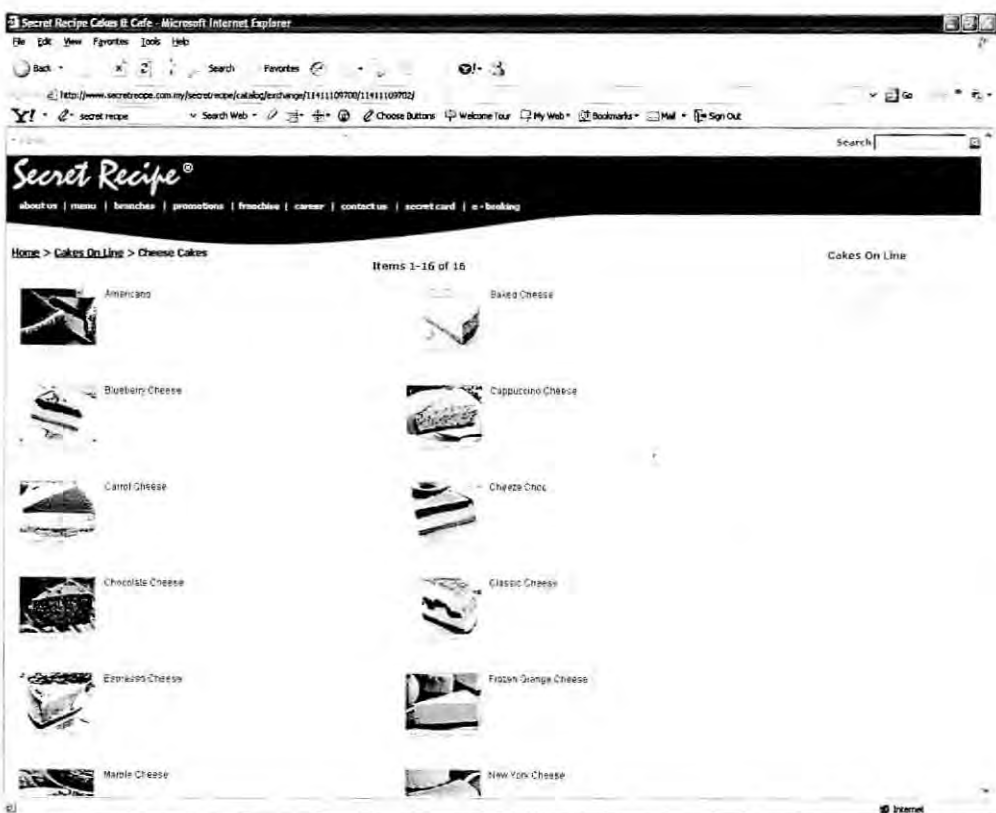 Secret Recipe Cakes & Cafe - Microsoft Internet Explorer
File Edit View Favorites Tools Help
Back Search Favorites Y!
http://www.secretrecipe.com.my/secretrecipe/catalog/exchange/11411109700/11411109702/ Go
Y! secret recipe Search Web Choose Buttons Welcome Tour My Web Bookmarks Mail Sign Out
Search
Secret Recipe®
about us | menu | branches | promotions | franchise | career | contact us | secret card | e-booking
Home > Cakes On Line > Cheese Cakes
Cakes On Line
Items 1-16 of 16
Americano Baked Cheese
Blueberry Cheese Cappuccino Cheese
Carrot Cheese Cheeze Choc
Chocolate Cheese Classic Cheese
Espresso Cheese Frozen Orange Cheese
Marble Cheese New York Cheese
Internet